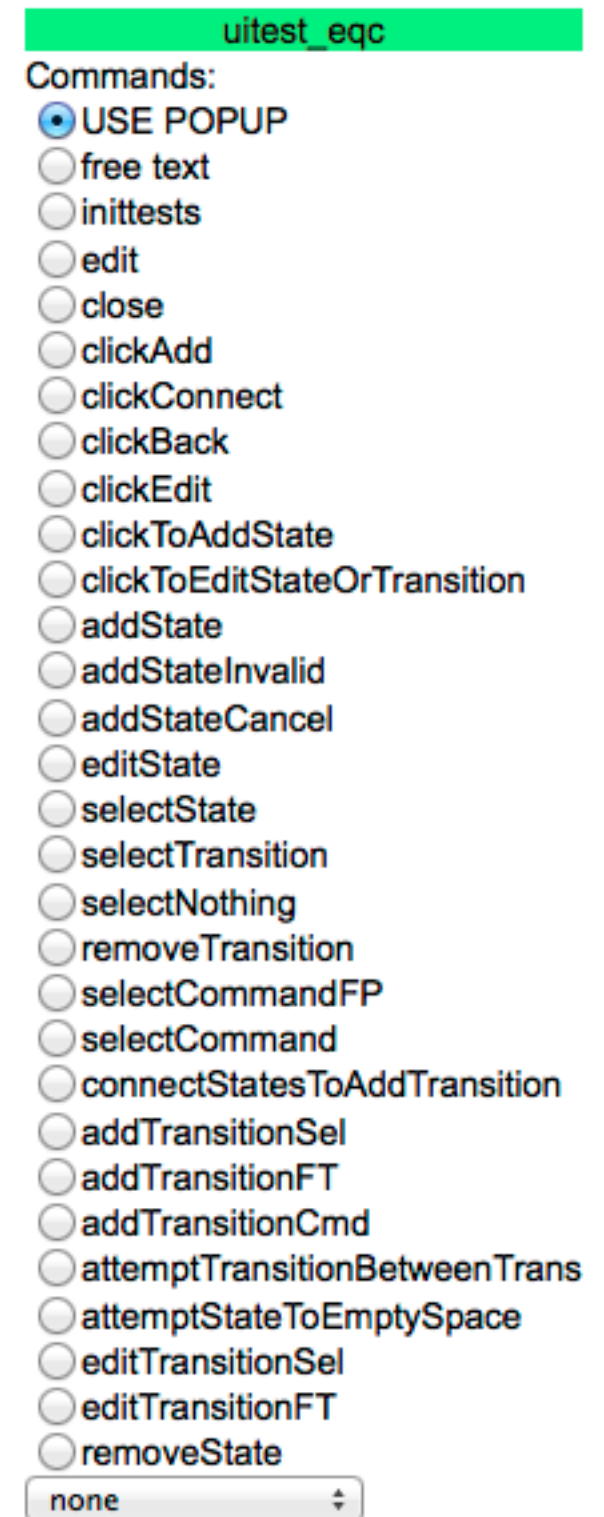 uitest_eqc
Commands:
USE POPUP
free text
inittests
edit
close
clickAdd
clickConnect
clickBack
clickEdit
clickToAddState
clickToEditStateOrTransition
addState
addStateInvalid
addStateCancel
editState
selectState
selectTransition
selectNothing
removeTransition
selectCommandFP
selectCommand
connectStatesToAddTransition
addTransitionSel
addTransitionFT
addTransitionCmd
attemptTransitionBetweenTrans
attemptStateToEmptySpace
editTransitionSel
editTransitionFT
removeState
none